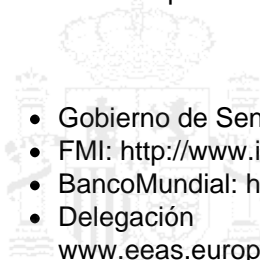 Gobierno de Sen
FMI: http://www.i
BancoMundial: h
Delegación
www.eeas.europ